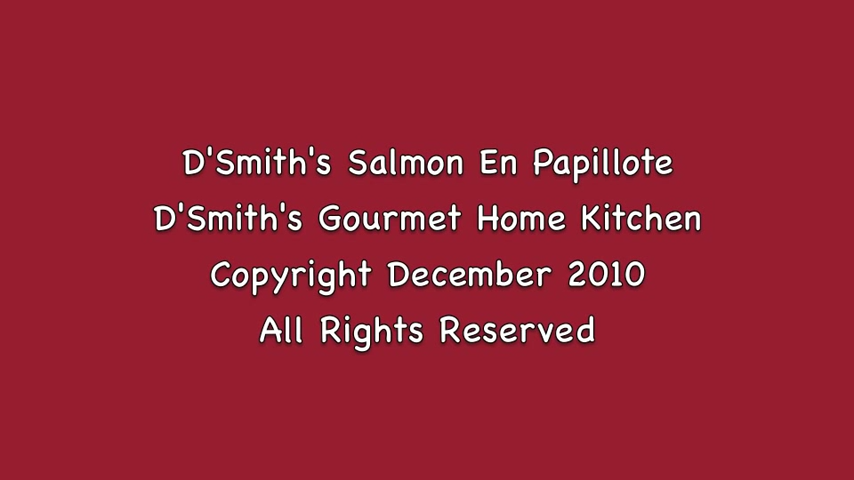 D'Smith's Salmon En Papillote
D'Smith's Gourmet Home Kitchen
Copyright December 2010
All Rights Reserved